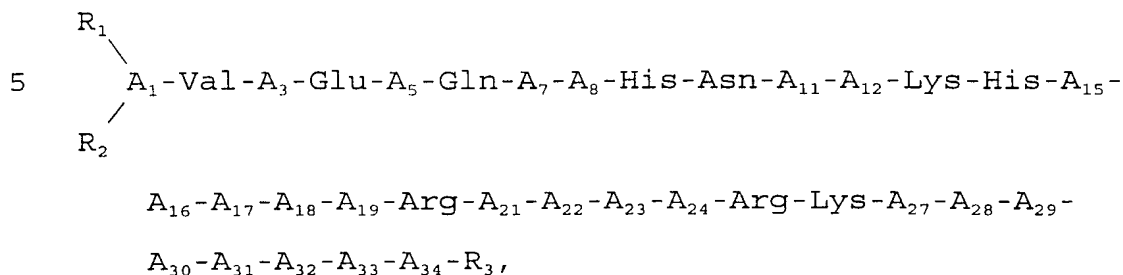 R₁
5 A₁-Val-A₃-Glu-A₅-Gln-A₇-A₈-His-Asn-A₁₁-A₁₂-Lys-His-A₁₅-
R₂
A₁₆-A₁₇-A₁₈-A₁₉-Arg-A₂₁-A₂₂-A₂₃-A₂₄-Arg-Lys-A₂₇-A₂₈-A₂₉-
A₃₀-A₃₁-A₃₂-A₃₃-A₃₄-R₃,